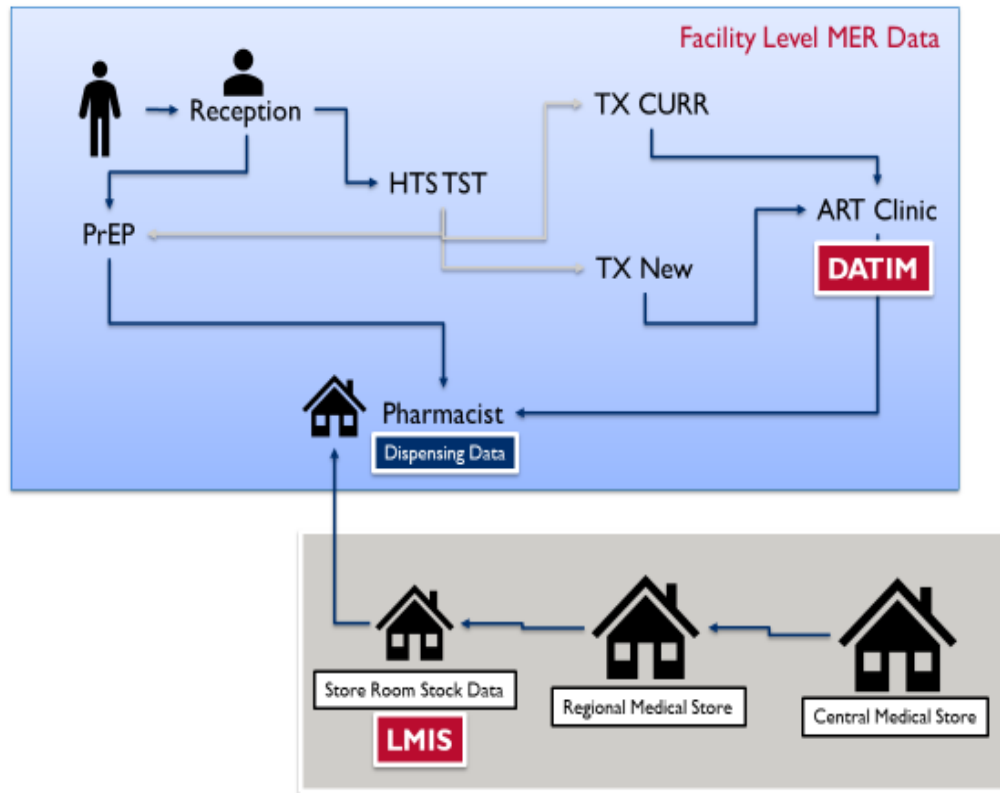 Facility Level MER Data
Reception
TX CURR
HTS TST
ART Clinic
PrEP
TX New
DATIM
Pharmacist
Dispensing Data
Store Room Stock Data
Regional Medical Store
Central Medical Store
LMIS